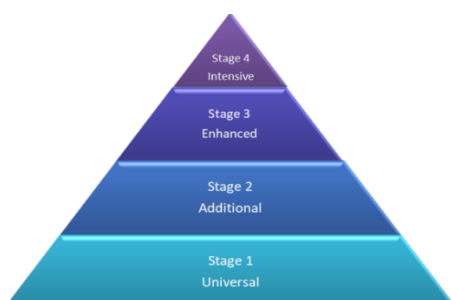 Stage 4
Intensive
Stage 3
Enhanced
Stage 2
Additional
Stage 1
Universal